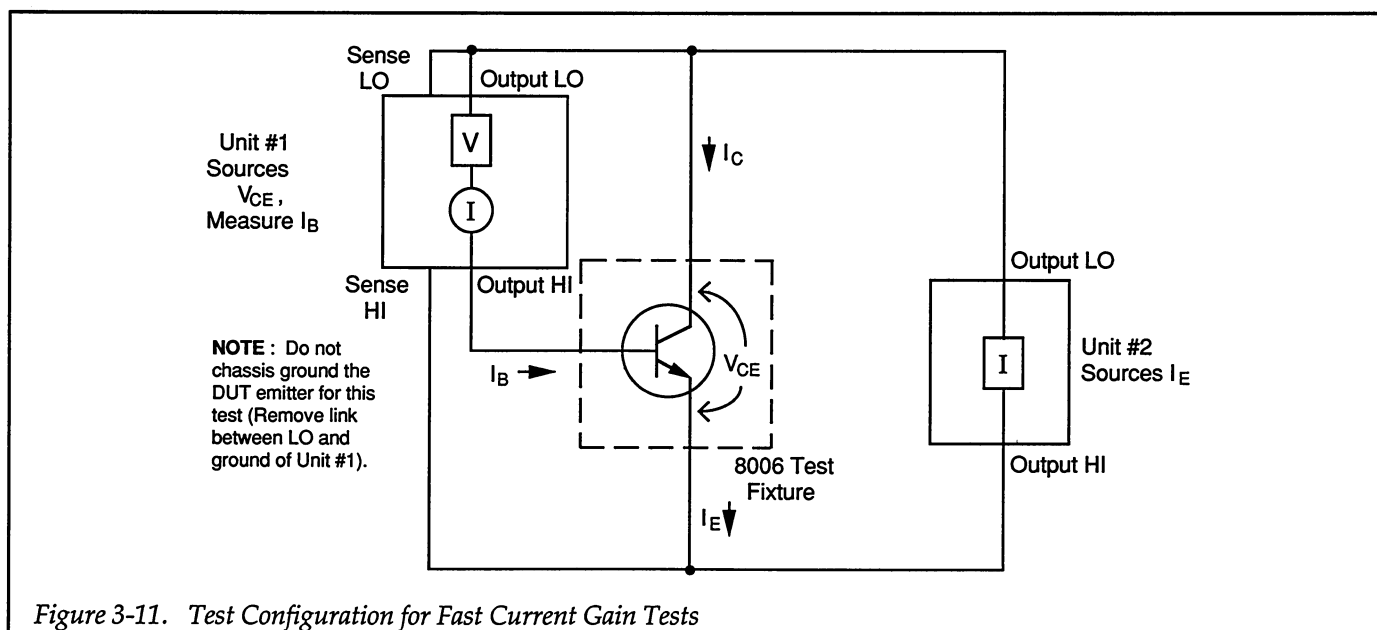 Sense
LO
Output LO
Unit #1
Sources
VCE ,
Measure IB
V
I
IC
Sense
HI
Output HI
Output LO
NOTE : Do not
chassis ground the
DUT emitter for this
test (Remove link
between LO and
ground of Unit #1).
IB
VCE
I
Unit #2
Sources IE
8006 Test
Fixture
Output HI
IE
Figure 3-11. Test Configuration for Fast Current Gain Tests